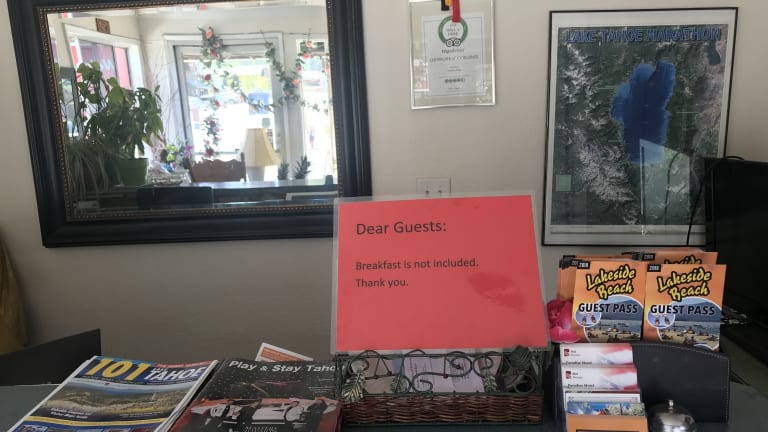 tripadvisor
LAKE TAHOE MARATHON
Dear Guests:
Breakfast is not included.
Thank you.
Lakeside
Beach
GUEST PASS
Lakeside
Beach
GUEST PASS
101
TAHOE
Play & Stay Tahoe